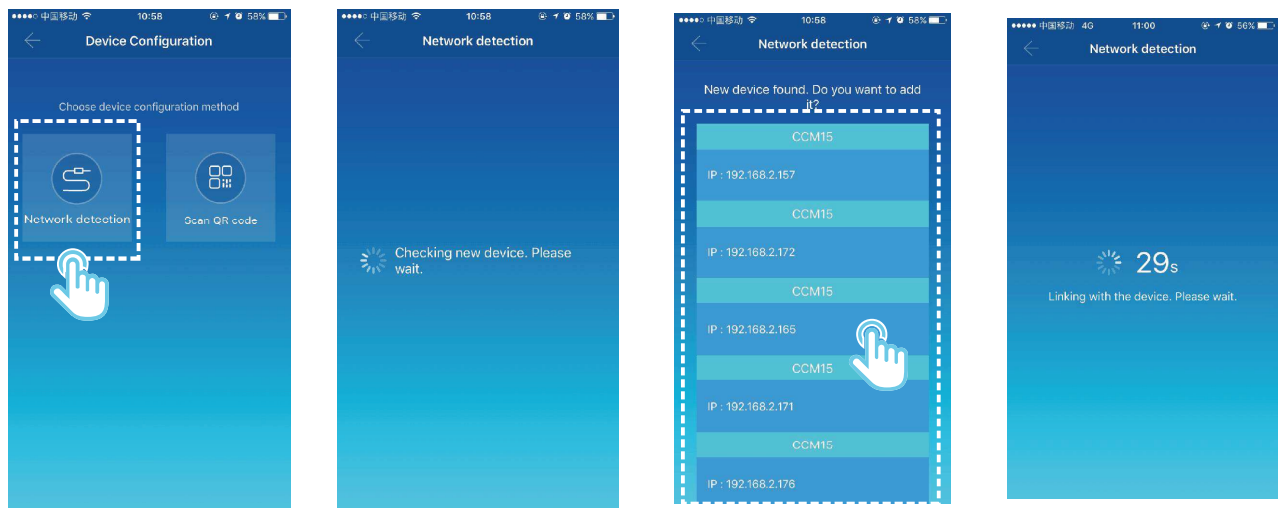 中国移动 10:58 58%
Device Configuration
Choose device configuration method
Network detection
Scan QR code
中国移动 10:58 58%
Network detection
Checking new device. Please
wait.
中国移动 10:58 58%
Network detection
New device found. Do you want to add
it?
CCM15
IP : 192.168.2.157
CCM15
IP : 192.168.2.172
CCM15
IP : 192.168.2.165
CCM15
IP : 192.168.2.171
CCM15
IP : 192.168.2.176
中国移动 4G 11:00 56%
Network detection
29s
Linking with the device. Please wait.